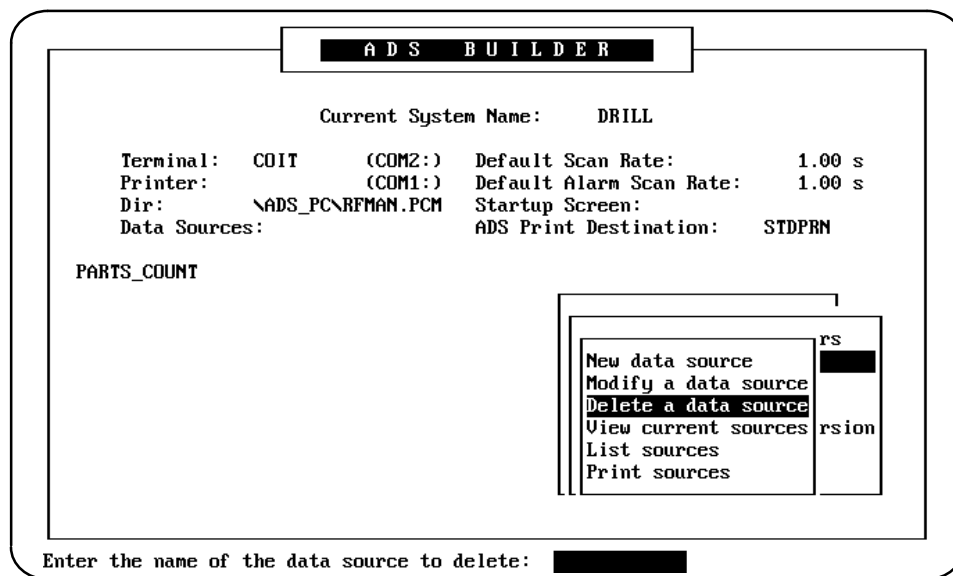 ADS BUILDER
Current System Name: DRILL
Terminal: COIT (COM2:) Default Scan Rate: 1.00 s
Printer: (COM1:) Default Alarm Scan Rate: 1.00 s
Dir: \ADS_PC\RFMAN.PCM Startup Screen:
Data Sources: ADS Print Destination: STDPRN
PARTS_COUNT
rs
New data source
Modify a data source
Delete a data source
View current sources rsion
List sources
Print sources
Enter the name of the data source to delete: